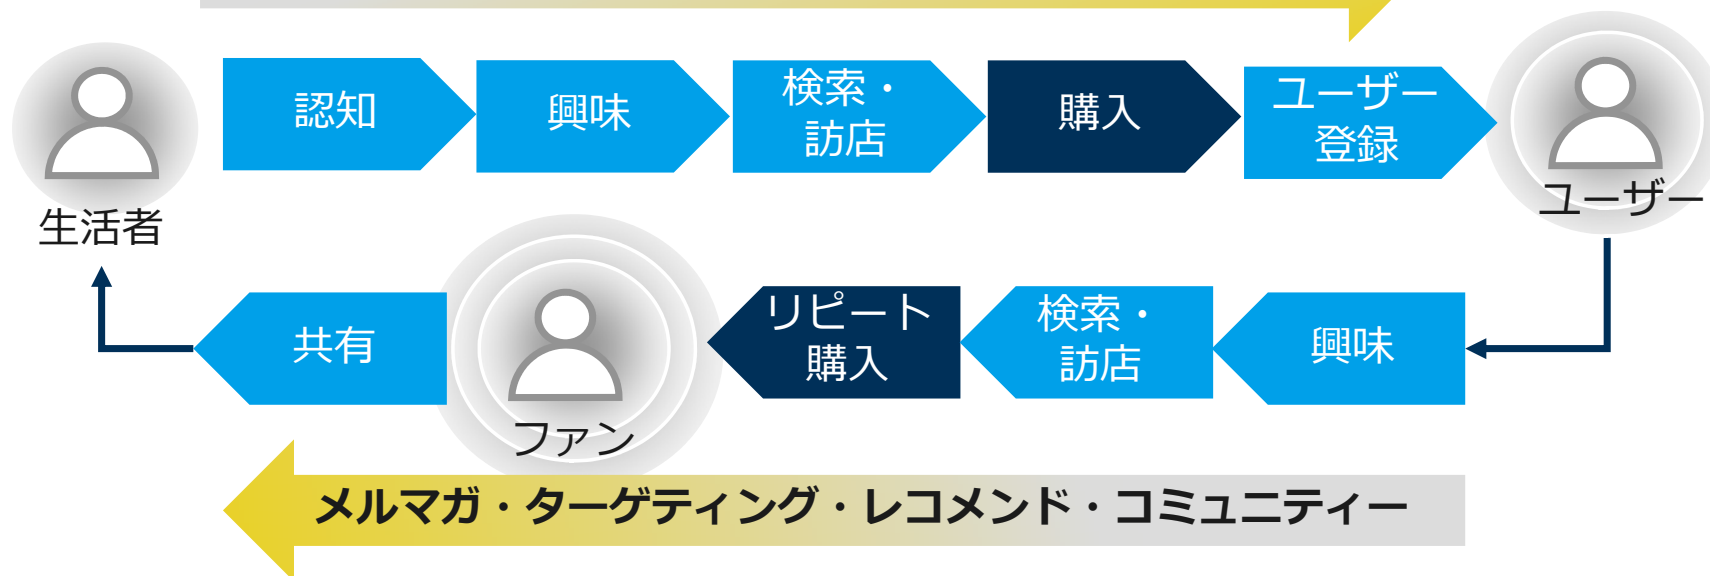 認知
興味
検索・
訪店
購入
ユーザー
登録
生活者
ユーザー
共有
ファン
リピート
購入
検索・
訪店
興味
メルマガ・ターゲティング・レコメンド・コミュニティー